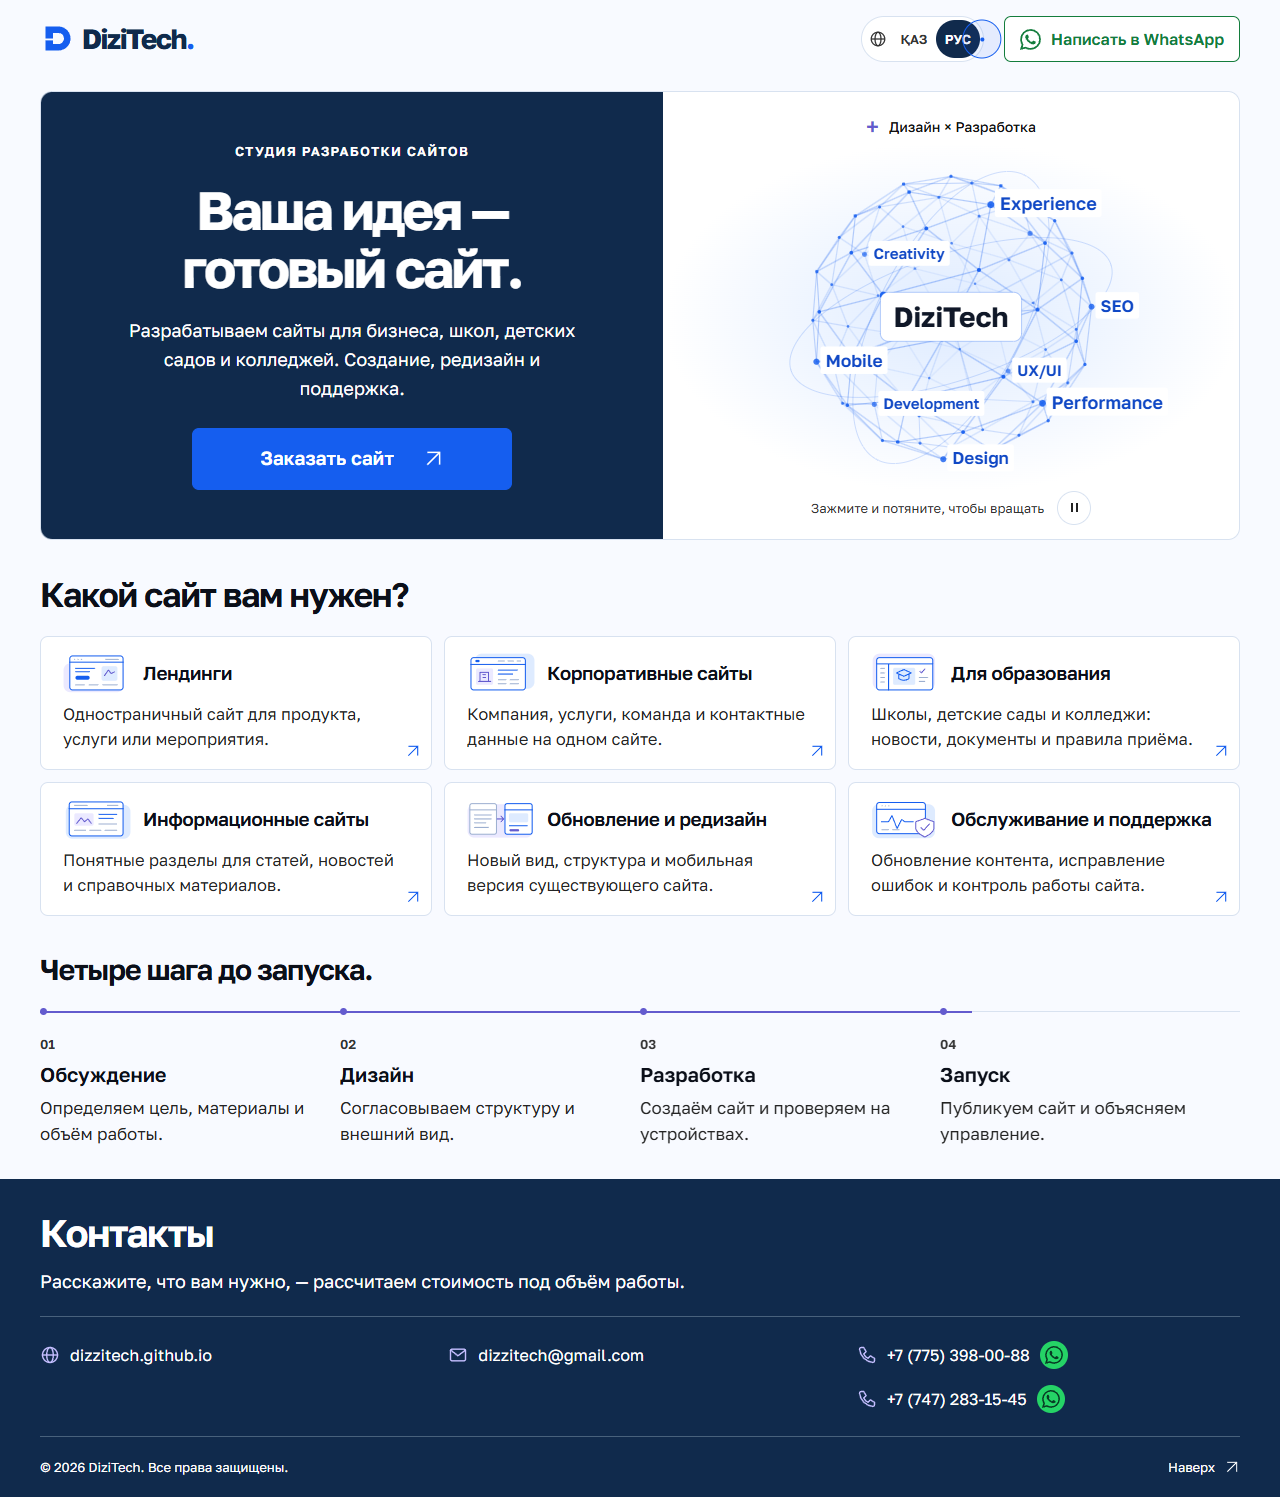 DiziTech.
ҚАЗ
РУС
Написать в WhatsApp
СТУДИЯ РАЗРАБОТКИ САЙТОВ
Ваша идея —
готовый сайт.
Разрабатываем сайты для бизнеса, школ, детских
садов и колледжей. Создание, редизайн и
поддержка.
Заказать сайт
Дизайн × Разработка
Experience
Creativity
SEO
DiziTech
Mobile
UX/UI
Development
Performance
Design
Зажмите и потяните, чтобы вращать
Какой сайт вам нужен?
Лендинги
Одностраничный сайт для продукта,
услуги или мероприятия.
Корпоративные сайты
Компания, услуги, команда и контактные
данные на одном сайте.
Для образования
Школы, детские сады и колледжи:
новости, документы и правила приёма.
Информационные сайты
Понятные разделы для статей, новостей
и справочных материалов.
Обновление и редизайн
Новый вид, структура и мобильная
версия существующего сайта.
Обслуживание и поддержка
Обновление контента, исправление
ошибок и контроль работы сайта.
Четыре шага до запуска.
01
Обсуждение
Определяем цель, материалы и
объём работы.
02
Дизайн
Согласовываем структуру и
внешний вид.
03
Разработка
Создаём сайт и проверяем на
устройствах.
04
Запуск
Публикуем сайт и объясняем
управление.
Контакты
Расскажите, что вам нужно, — рассчитаем стоимость под объём работы.
dizzitech.github.io
dizzitech@gmail.com
+7 (775) 398-00-88
+7 (747) 283-15-45
© 2026 DiziTech. Все права защищены.
Наверх